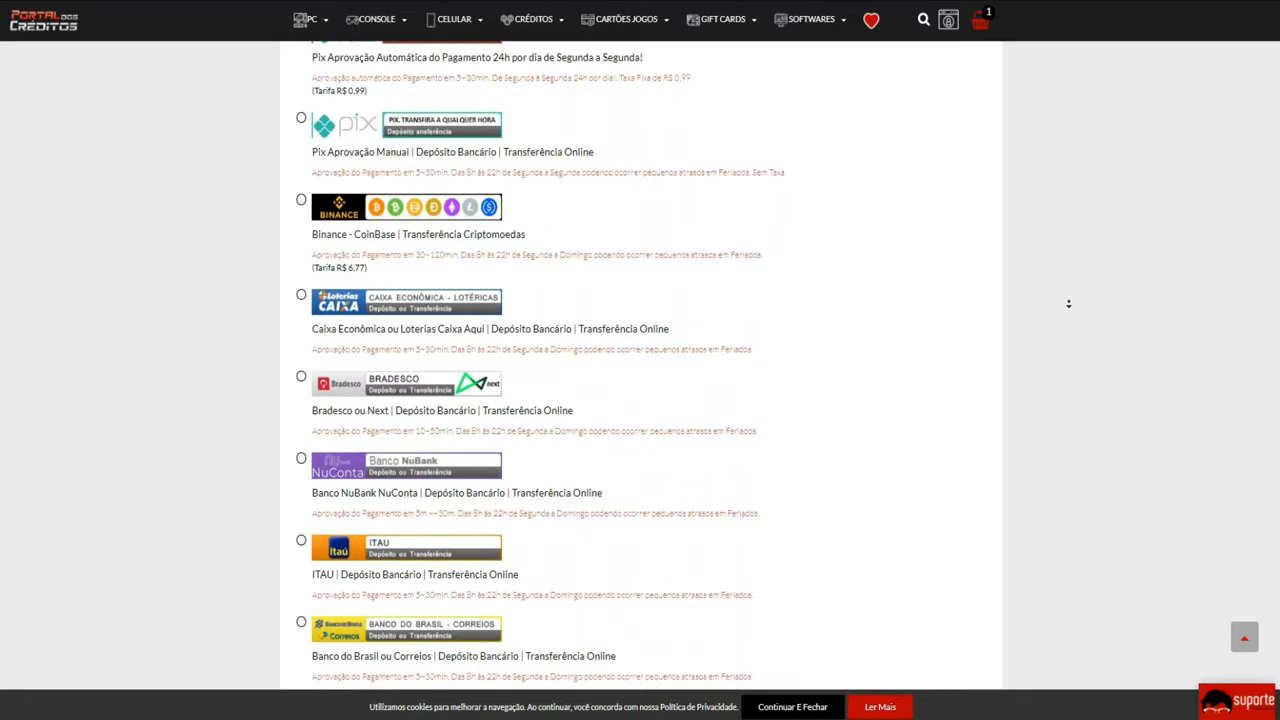 PORTAL DOS
CRÉDITOS
PC
CONSOLE
CELULAR
CRÉDITOS
CARTÕES JOGOS
GIFT CARDS
SOFTWARES
1
Pix Aprovação Automática do Pagamento 24h por dia de Segunda a Segunda!
Aprovação automática do Pagamento em 5~30min. De Segunda à Segunda 24h por dia!. Taxa Fixa de R$ 0,99
(Tarifa R$ 0,99)
pix
PIX. TRANSFIRA A QUALQUER HORA
Depósito ansferência
Pix Aprovação Manual | Depósito Bancário | Transferência Online
Aprovação do Pagamento em 5~30min. Das 8h às 22h de Segunda a Segunda podendo ocorrer pequenos atrasos em Feriados. Sem Taxa
BINANCE
Binance - CoinBase | Transferência Criptomoedas
Aprovação do Pagamento em 30~120min. Das 8h às 22h de Segunda a Domingo podendo ocorrer pequenos atrasos em Feriados.
(Tarifa R$ 6,77)
Loterias
CAIXA
CAIXA ECONÔMICA - LOTÉRICAS
Depósito ou Transferência
Caixa Econômica ou Loterias Caixa Aqui | Depósito Bancário | Transferência Online
Aprovação do Pagamento em 5~30min. Das 8h às 22h de Segunda a Domingo podendo ocorrer pequenos atrasos em Feriados.
Bradesco
BRADESCO
Depósito ou Transferência
next
Bradesco ou Next | Depósito Bancário | Transferência Online
Aprovação do Pagamento em 10~50min. Das 8h às 22h de Segunda a Domingo podendo ocorrer pequenos atrasos em Feriados.
NuConta
Banco NuBank
Depósito ou Transferência
Banco NuBank NuConta | Depósito Bancário | Transferência Online
Aprovação do Pagamento em 5m ~~30m. Das 8h às 22h de Segunda a Domingo podendo ocorrer pequenos atrasos em Feriados.
Itaú
ITAU
Depósito ou Transferência
ITAU | Depósito Bancário | Transferência Online
Aprovação do Pagamento em 5~30min. Das 8h às 22h de Segunda a Domingo podendo ocorrer pequenos atrasos em Feriados.
BANCO DO BRASIL
Correios
BANCO DO BRASIL - CORREIOS
Depósito ou Transferência
Banco do Brasil ou Correios | Depósito Bancário | Transferência Online
Aprovação do Pagamento em 5~30min. Das 8h às 22h de Segunda a Domingo podendo ocorrer pequenos atrasos em Feriados.
Utilizamos cookies para melhorar a navegação. Ao continuar, você concorda com nossa Política de Privacidade.
Continuar E Fechar
Ler Mais
suporte